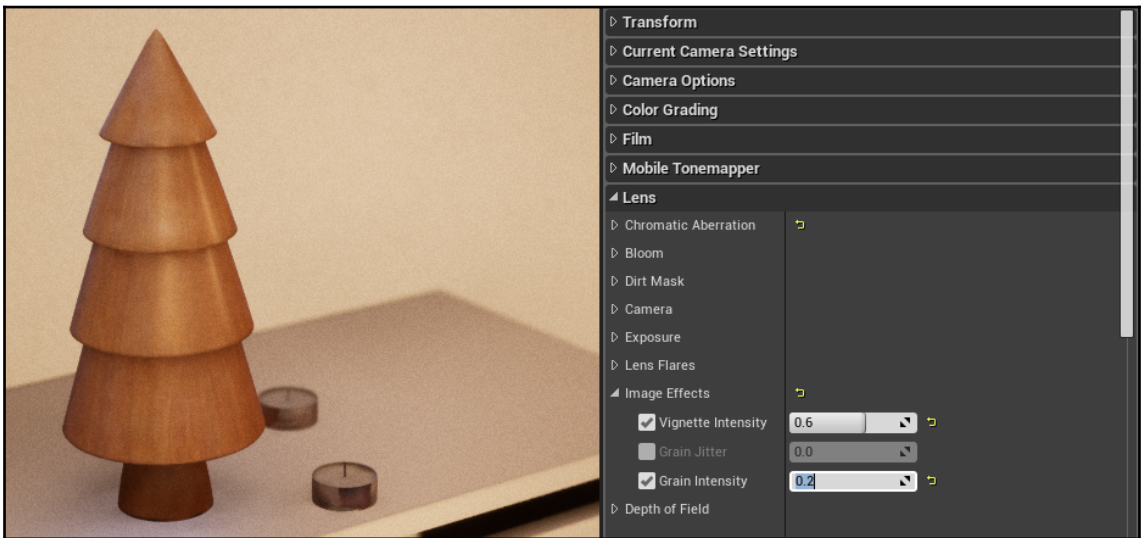 Transform
Current Camera Settings
Camera Options
Color Grading
Film
Mobile Tonemapper
Lens
Chromatic Aberration
Bloom
Dirt Mask
Camera
Exposure
Lens Flares
Image Effects
Vignette Intensity 0.6
Grain Jitter 0.0
Grain Intensity 0.2
Depth of Field